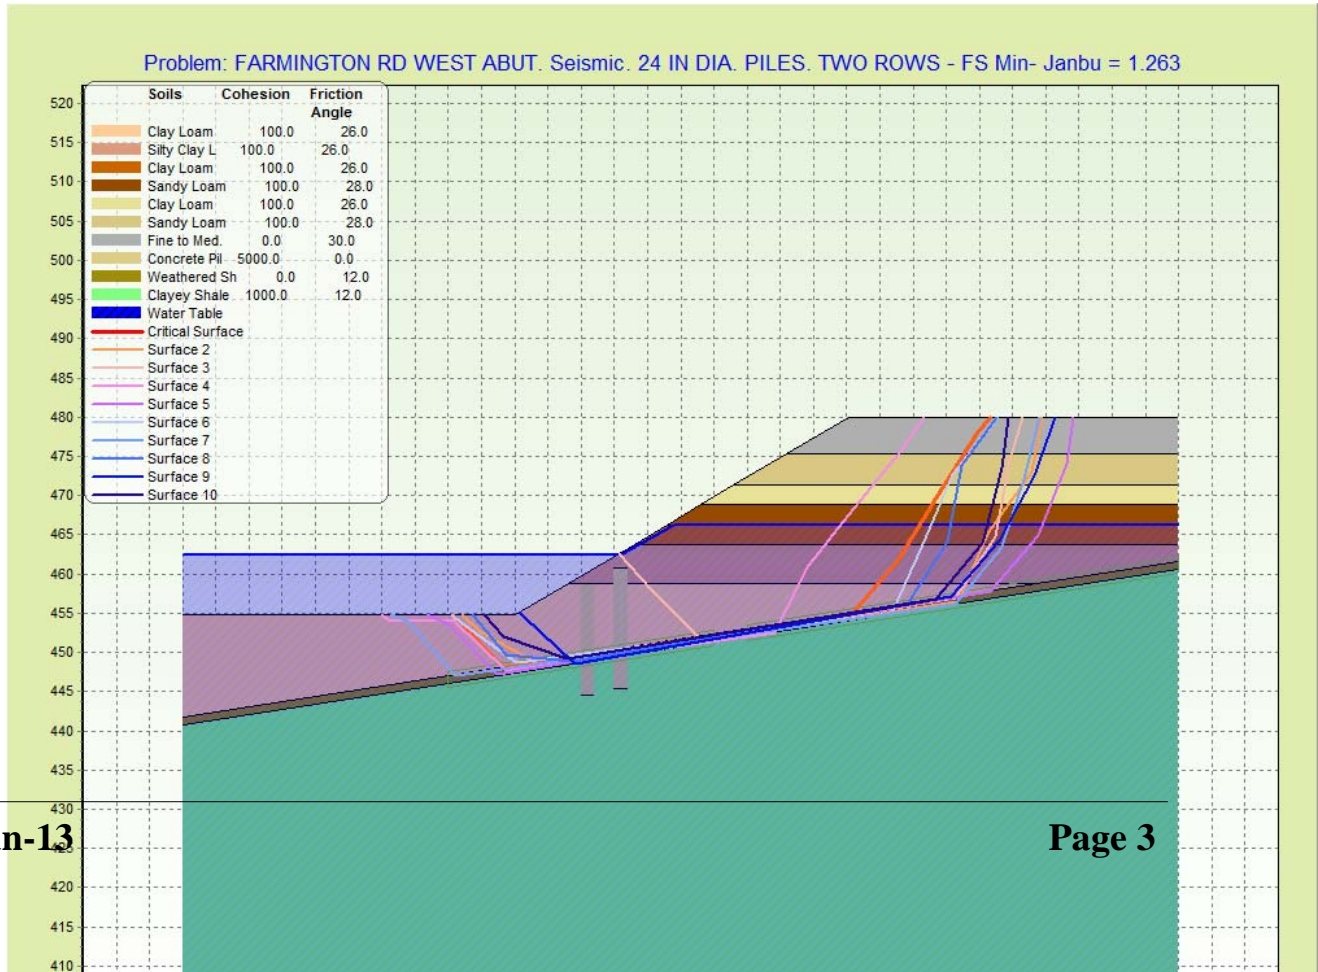 Problem: FARMINGTON RD WEST ABUT. Seismic. 24 IN DIA. PILES. TWO ROWS - FS Min- Janbu = 1.263
Soils Cohesion Friction
Angle
Clay Loam 100.0 26.0
Silty Clay L 100.0 26.0
Clay Loam 100.0 26.0
Sandy Loam 100.0 28.0
Clay Loam 100.0 26.0
Sandy Loam 100.0 28.0
Fine to Med. 0.0 30.0
Concrete Pil 5000.0 0.0
Weathered Sh 0.0 12.0
Clayey Shale 1000.0 12.0
Water Table
Critical Surface
Surface 2
Surface 3
Surface 4
Surface 5
Surface 6
Surface 7
Surface 8
Surface 9
Surface 10
520
515
510
505
500
495
490
485
480
475
470
465
460
455
450
445
440
435
430
425
420
415
410
n-13
Page 3